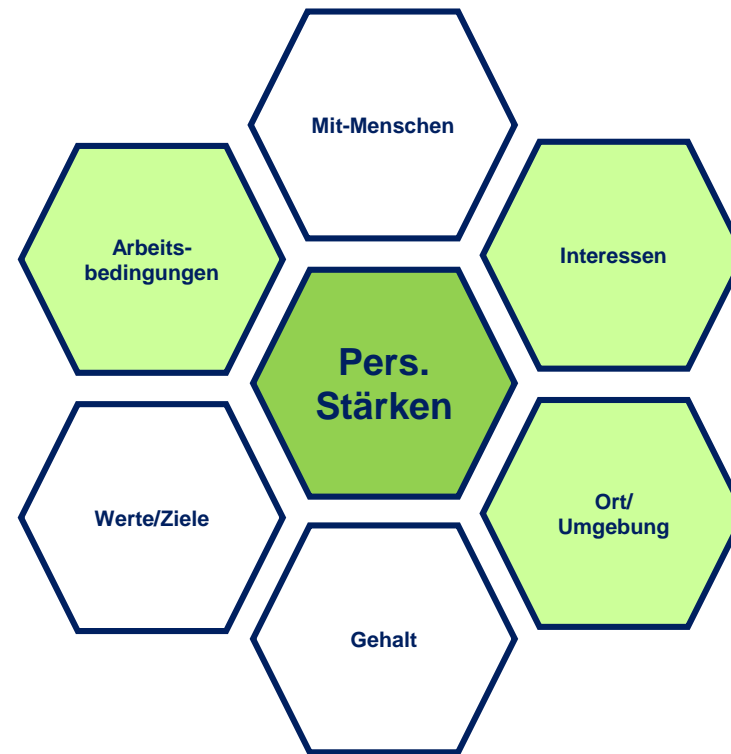 Mit-Menschen
Arbeits-
bedingungen
Interessen
Pers.
Stärken
Werte/Ziele
Ort/
Umgebung
Gehalt